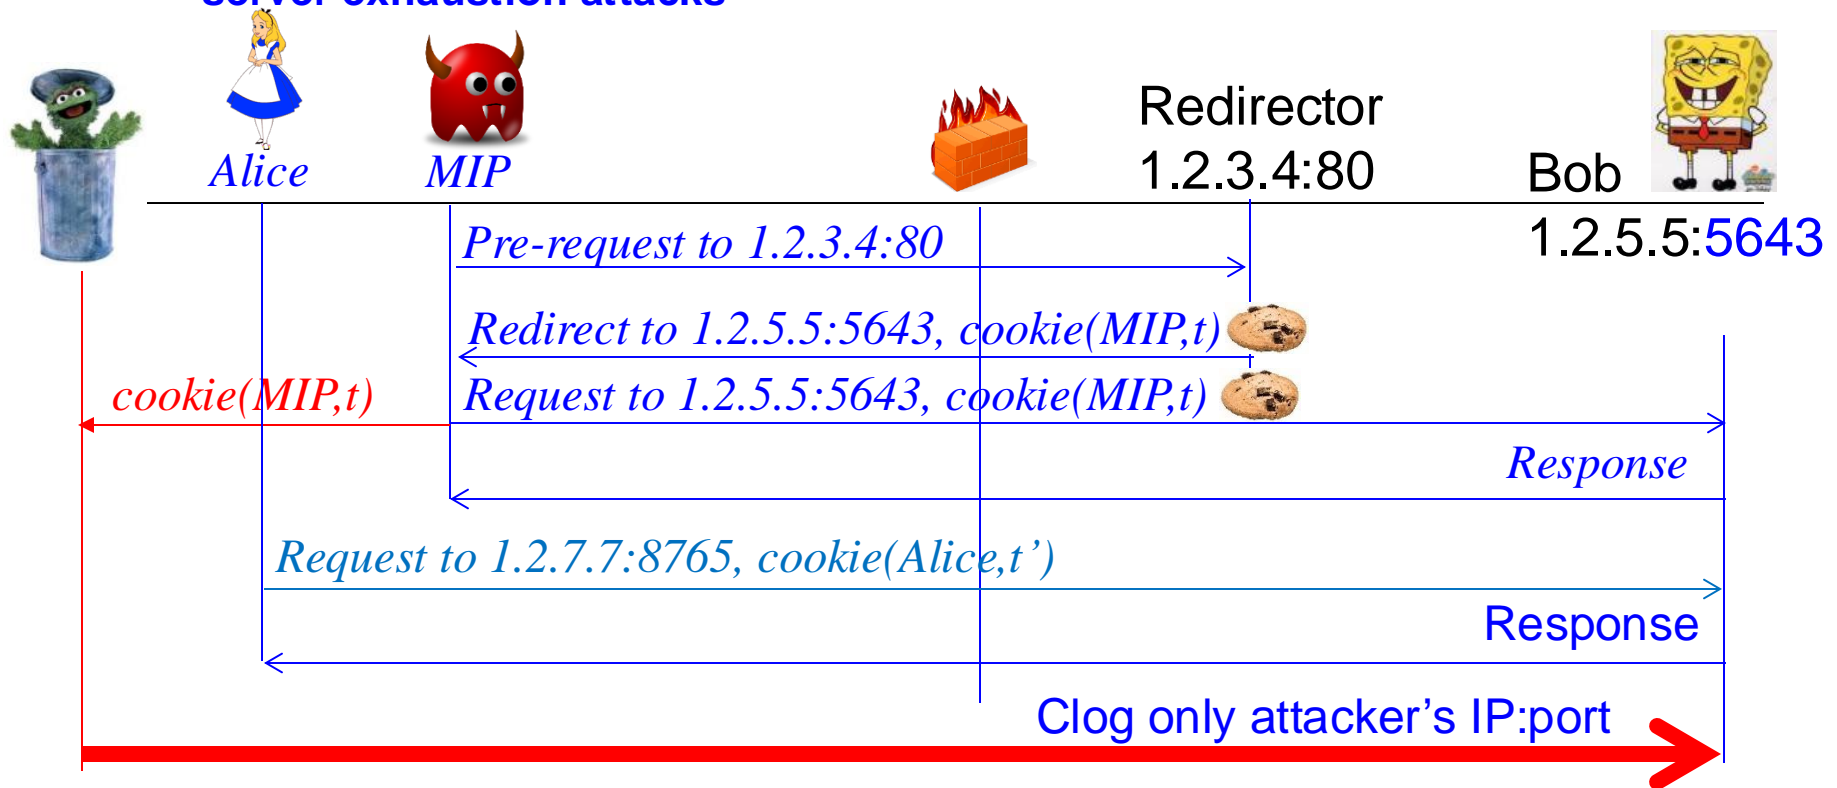 server exhaustion attacks
Redirector
1.2.3.4:80
Alice
MIP
Bob
1.2.5.5:5643
Pre-request to 1.2.3.4:80
Redirect to 1.2.5.5:5643, cookie(MIP,t)
cookie(MIP,t)
Request to 1.2.5.5:5643, cookie(MIP,t)
Response
Request to 1.2.7.7:8765, cookie(Alice,t’)
Response
Clog only attacker’s IP:port